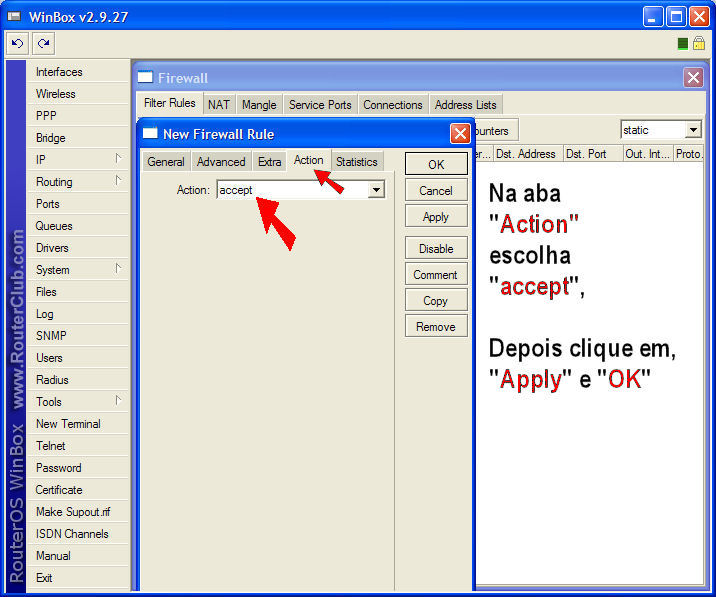 WinBox v2.9.27
Interfaces
Wireless
PPP
Bridge
IP
Routing
Ports
Queues
Drivers
System
Files
Log
SNMP
Users
Radius
Tools
New Terminal
Telnet
Password
Certificate
Make Supout.rif
ISDN Channels
Manual
Exit
RouterOS WinBox www.RouterClub.com
Firewall
Filter Rules NAT Mangle Service Ports Connections Address Lists
ounters static
er... Dst. Address Dst. Port Out. Int... Proto.
New Firewall Rule
General Advanced Extra Action Statistics
Action: accept
OK
Cancel
Apply
Disable
Comment
Copy
Remove
Na aba
"Action"
escolha
"accept",
Depois clique em,
"Apply" e "OK"